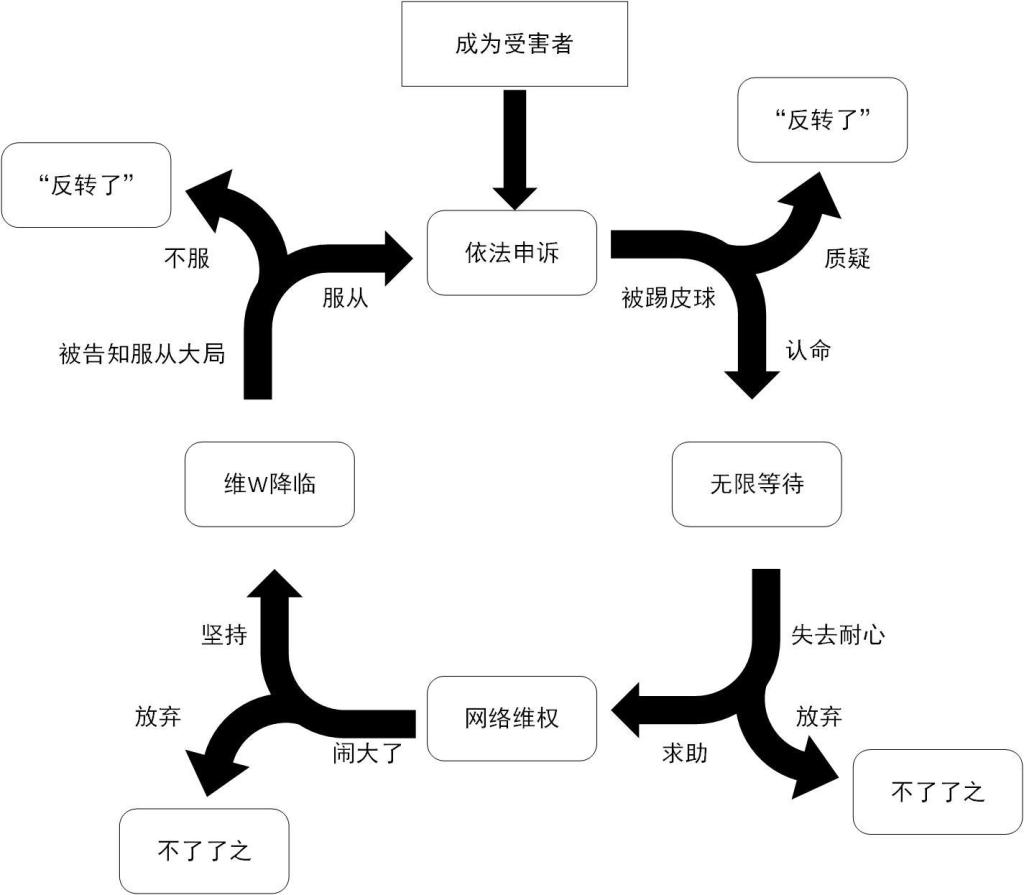 成为受害者
“反转了”
“反转了”
依法申诉
不服
质疑
服从
被踢皮球
被告知服从大局
认命
维W降临
无限等待
坚持
失去耐心
放弃
网络维权
放弃
闹大了
求助
不了了之
不了了之